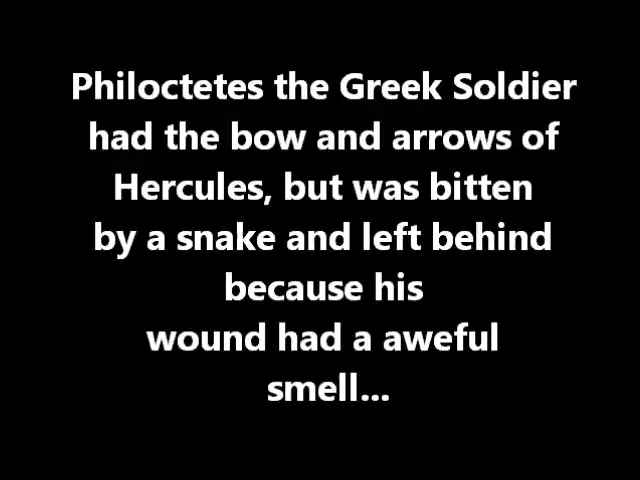 Philoctetes the Greek Soldier
had the bow and arrows of
Hercules, but was bitten
by a snake and left behind
because his
wound had a aweful
smell...